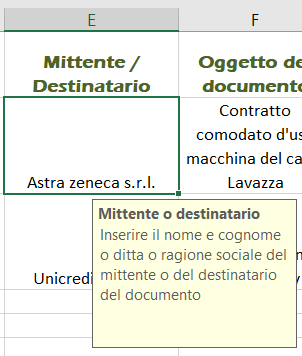 E F
Mittente / Oggetto de
Destinatario document
Contratto
comodato d'us
macchina del ca
Astra zeneca s.r.l. Lavazza
Mittente o destinatario
Inserire il nome e cognome
o ditta o ragione sociale del
mittente o del destinatario
del documento
Unicredi